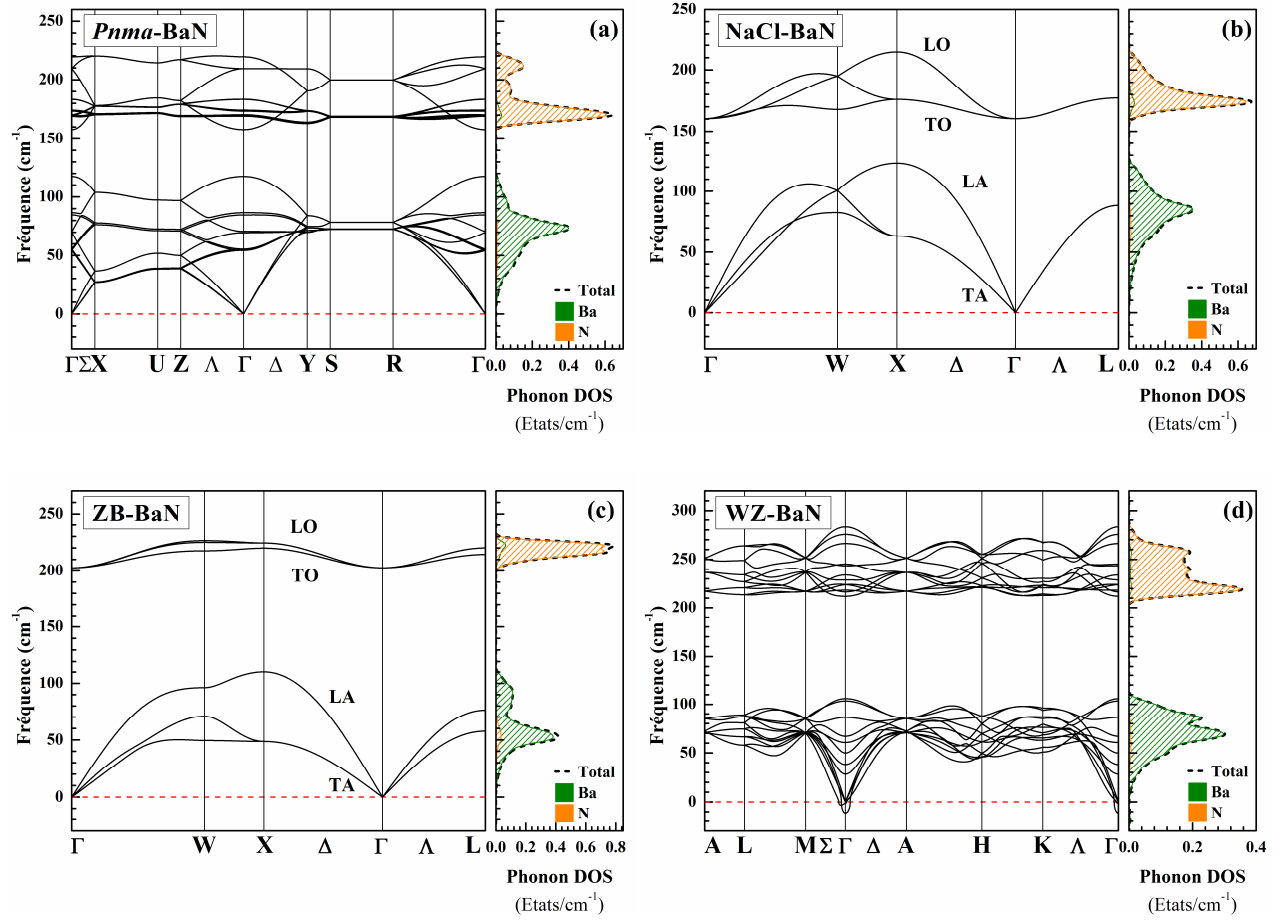 Pnma-BaN
(a)
Fréquence (cm-1)
250
200
150
100
50
0
Total
Ba
N
Γ Σ X U Z Λ Γ Δ Y S R Γ
0.0 0.2 0.4 0.6
Phonon DOS
(Etats/cm-1)
NaCl-BaN
(b)
Fréquence (cm-1)
250
200
150
100
50
0
LO
TO
LA
TA
Total
Ba
N
Γ W X Δ Γ Λ L
0.0 0.2 0.4 0.6
Phonon DOS
(Etats/cm-1)
ZB-BaN
(c)
Fréquence (cm-1)
250
200
150
100
50
0
LO
TO
LA
TA
Total
Ba
N
Γ W X Δ Γ Λ L
0.0 0.2 0.4 0.6 0.8
Phonon DOS
(Etats/cm-1)
WZ-BaN
(d)
Fréquence (cm-1)
300
250
200
150
100
50
0
Total
Ba
N
A L M Σ Γ Δ A H K Λ Γ
0.0 0.2 0.4
Phonon DOS
(Etats/cm-1)